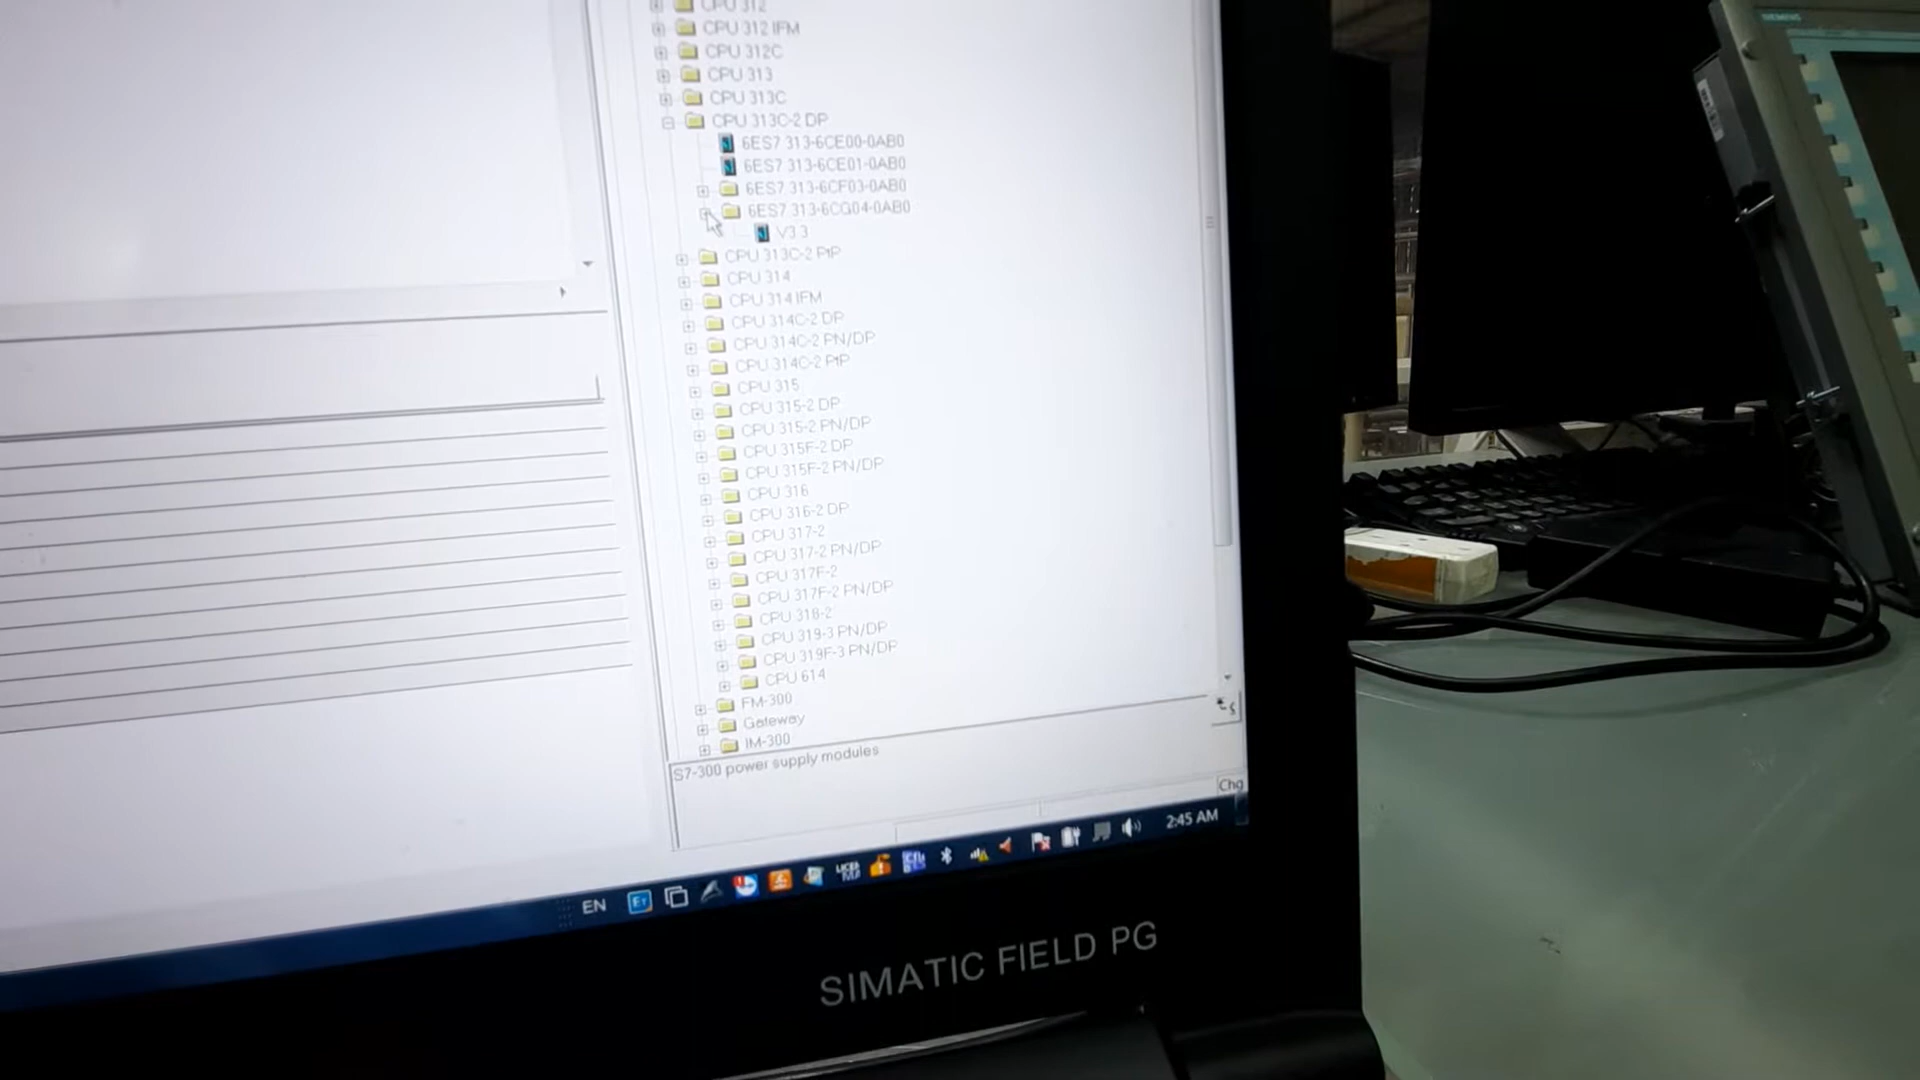 CPU 312
CPU 312 IFM
CPU 312C
CPU 313
CPU 313C
CPU 313C-2 DP
6ES7 313-6CE00-0AB0
6ES7 313-6CE01-0AB0
6ES7 313-6CF03-0AB0
6ES7 313-6CG04-0AB0
V3.3
CPU 313C-2 PtP
CPU 314
CPU 314 IFM
CPU 314C-2 DP
CPU 314C-2 PN/DP
CPU 314C-2 PtP
CPU 315
CPU 315-2 DP
CPU 315-2 PN/DP
CPU 315F-2 DP
CPU 315F-2 PN/DP
CPU 316
CPU 316-2 DP
CPU 317-2
CPU 317-2 PN/DP
CPU 317F-2
CPU 317F-2 PN/DP
CPU 318-2
CPU 319-3 PN/DP
CPU 319F-3 PN/DP
CPU 614
FM-300
Gateway
IM-300
S7-300 power supply modules
Chg
EN
2:45 AM
SIMATIC FIELD PG
SIEMENS